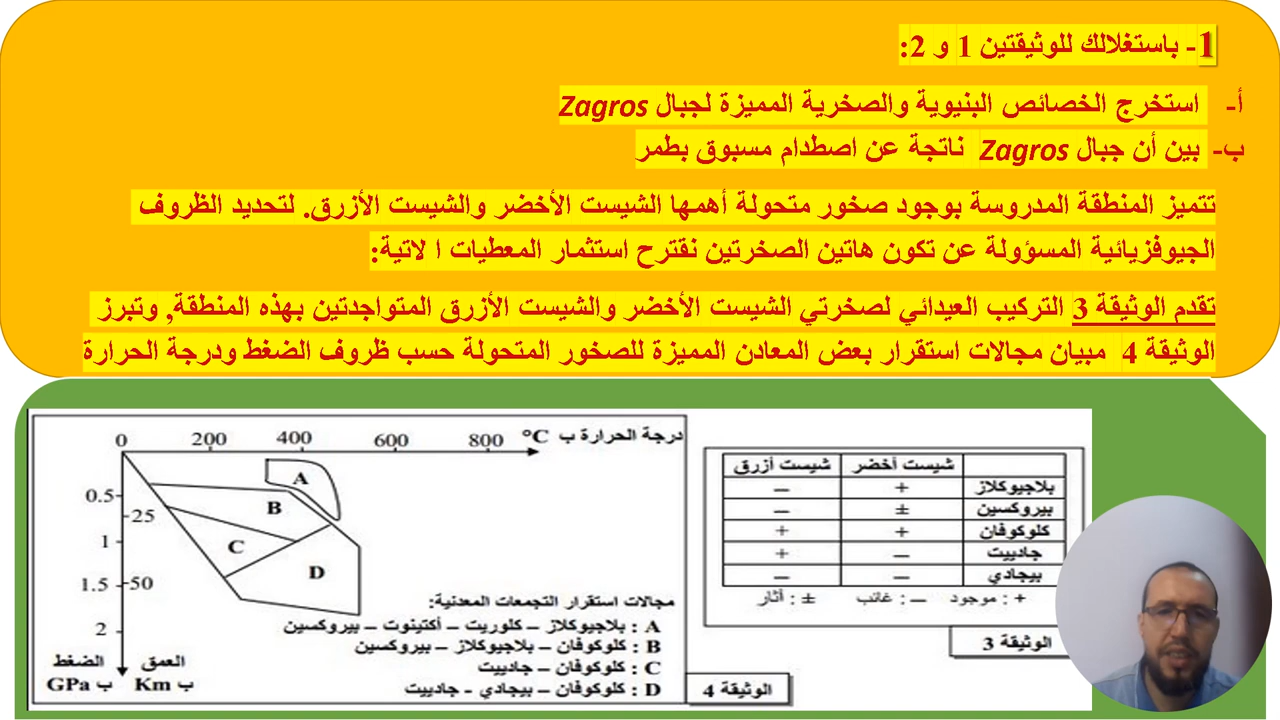 1- باستغلالك للوثيقتين 1 و 2:
أ- استخرج الخصائص البنيوية والصخرية المميزة لجبال Zagros
ب- بين أن جبال Zagros ناتجة عن اصطدام مسبوق بطمر
تتميز المنطقة المدروسة بوجود صخور متحولة أهمها الشيست الأخضر والشيست الأزرق. لتحديد الظروف
الجيوفزيائية المسؤولة عن تكون هاتين الصخرتين نقترح استثمار المعطيات ا لاتية:
تقدم الوثيقة 3 التركيب العيدائي لصخرتي الشيست الأخضر والشيست الأزرق المتواجدتين بهذه المنطقة, وتبرز
الوثيقة 4 مبيان مجالات استقرار بعض المعادن المميزة للصخور المتحولة حسب ظروف الضغط ودرجة الحرارة
شيست أخضر شيست أزرق
بلاجيوكلاز + –
بيروكسين ± –
كلوكوفان + +
جادييت – +
بيجادي – –
+ : موجود – : غائب ± : أثار
الوثيقة 3
درجة الحرارة ب °C
0 200 400 600 800
A
0.5
B
25
1
C
D
1.5
50
2
الضغط العمق
ب GPa ب Km
مجالات استقرار التجمعات المعدنية:
A : بلاجيوكلاز – كلوريت – أكتينوت – بيروكسين
B : كلوكوفان – بلاجيوكلاز – بيروكسين
C : كلوكوفان – جادييت
D : كلوكوفان – بيجادي - جادييت
الوثيقة 4